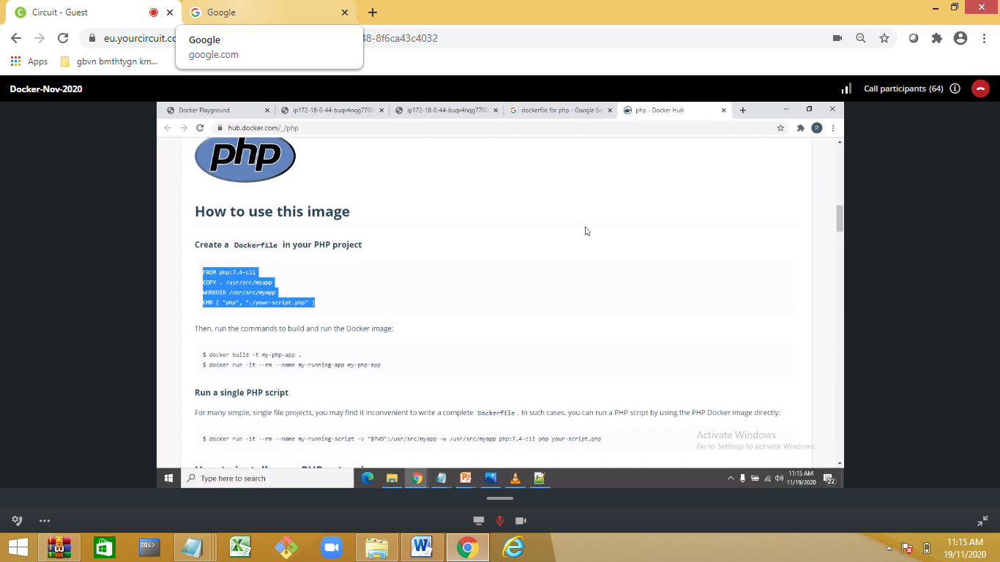 Circuit - Guest
Google
eu.yourcircuit.co
48-8f6ca43c4032
Google
google.com
Apps
gbvn bmthtygn km...
Docker-Nov-2020
Call participants (64)
Docker Playground
ip172-18-0-44-buqv4nqg7700
ip172-18-0-44-buqv4nqg7700
dockerfile for php - Google Se
php - Docker Hub
hub.docker.com/_/php
P
php
How to use this image
Create a Dockerfile in your PHP project
FROM php:7.4-cli
COPY . /usr/src/myapp
WORKDIR /usr/src/myapp
CMD [ "php", "./your-script.php" ]
Then, run the commands to build and run the Docker image:
$ docker build -t my-php-app .
$ docker run -it --rm --name my-running-app my-php-app
Run a single PHP script
For many simple, single file projects, you may find it inconvenient to write a complete Dockerfile . In such cases, you can run a PHP script by using the PHP Docker image directly:
$ docker run -it --rm --name my-running-script -v "$PWD":/usr/src/myapp -w /usr/src/myapp php:7.4-cli php your-script.php
Activate Windows
Go to Settings to activate Windows.
Type here to search
11:15 AM
11/19/2020
22
SQL>
11:15 AM
19/11/2020